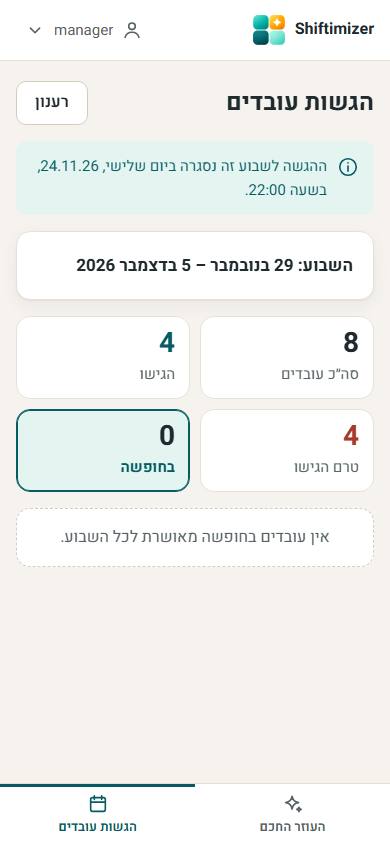 Shiftimizer
manager
הגשות עובדים
רענון
ההגשה לשבוע זה נסגרה ביום שלישי, 24.11.26,
בשעה 22:00.
השבוע: 29 בנובמבר – 5 בדצמבר 2026
8
סה״כ עובדים
4
הגישו
4
טרם הגישו
0
בחופשה
אין עובדים בחופשה מאושרת לכל השבוע.
העוזר החכם
הגשות עובדים